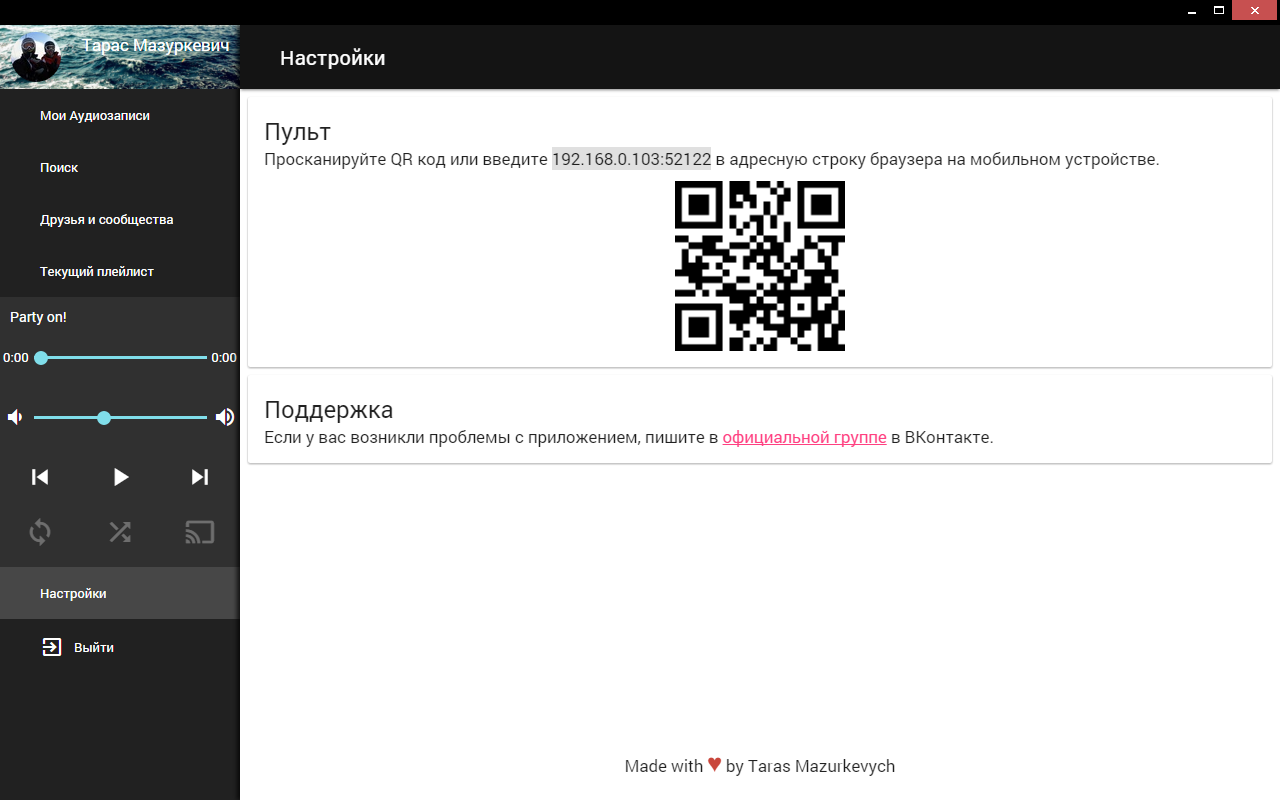 Тарас Мазуркевич
Мои Аудиозаписи
Поиск
Друзья и сообщества
Текущий плейлист
Party on!
0:00 0:00
Настройки
Выйти
Настройки
Пульт
Просканируйте QR код или введите 192.168.0.103:52122 в адресную строку браузера на мобильном устройстве.
Поддержка
Если у вас возникли проблемы с приложением, пишите в официальной группе в ВКонтакте.
Made with ♥ by Taras Mazurkevych